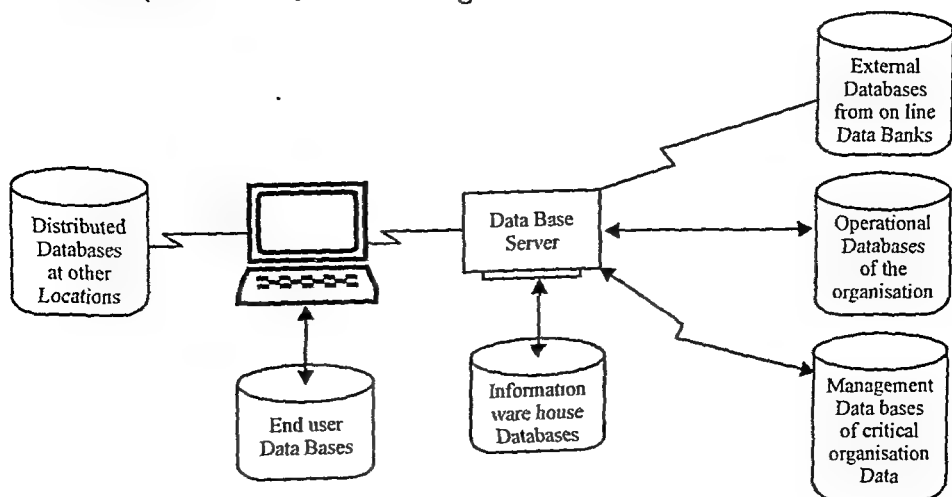 External
Databases
from on line
Data Banks
Distributed
Databases
at other
Locations
Data Base
Server
Operational
Databases
of the
organisation
End user
Data Bases
Information
ware house
Databases
Management
Data bases
of critical
organisation
Data